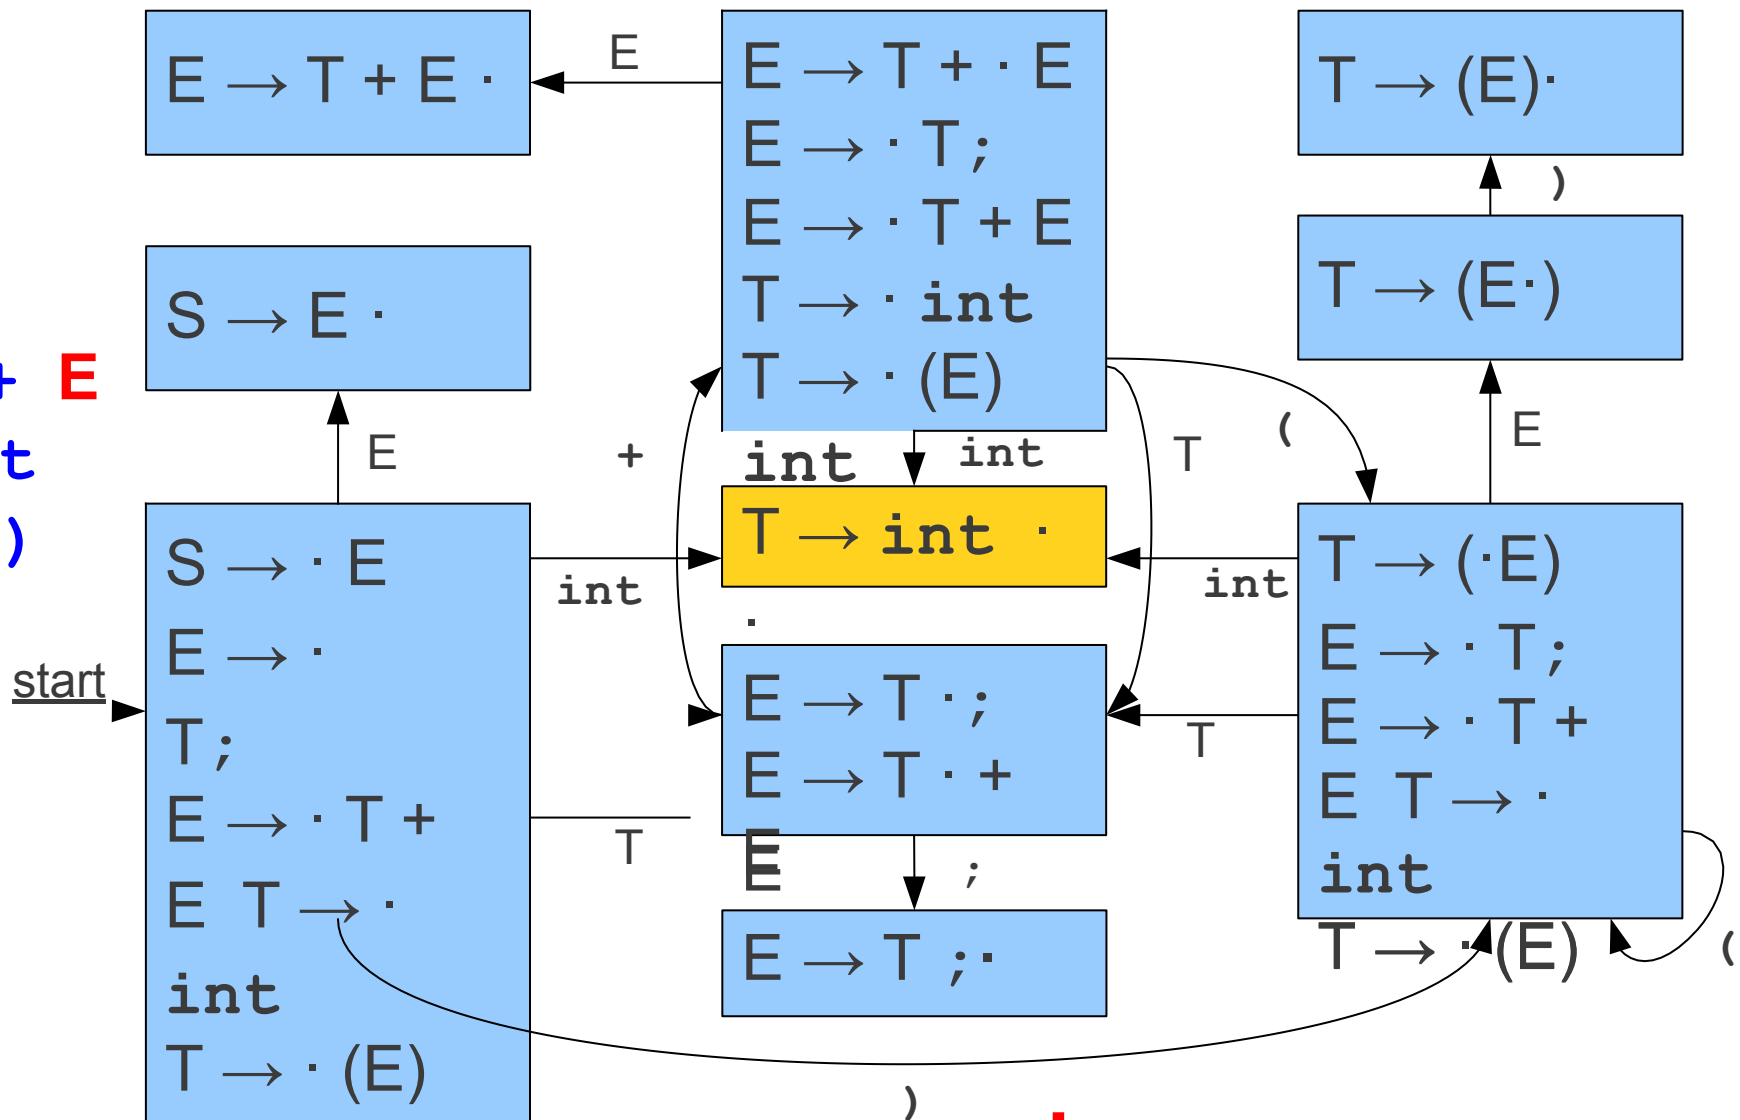 E → T + E ·
E
E → T + · E
E → · T ;
E → · T + E
T → · int
T → · (E)
int
int
T → (E)·
)
T → (E·)
E
S → E ·
E
+ E
t
)
start
S → · E
E → ·
T ;
E → · T +
E T → ·
int
T → · (E)
int
T
+
T → int ·
·
T
(
int
T
E → T · ;
E → T · +
E
E
;
E → T ; ·
T → (·E)
E → · T ;
E → · T +
E T → ·
int
T → · (E)
(
)